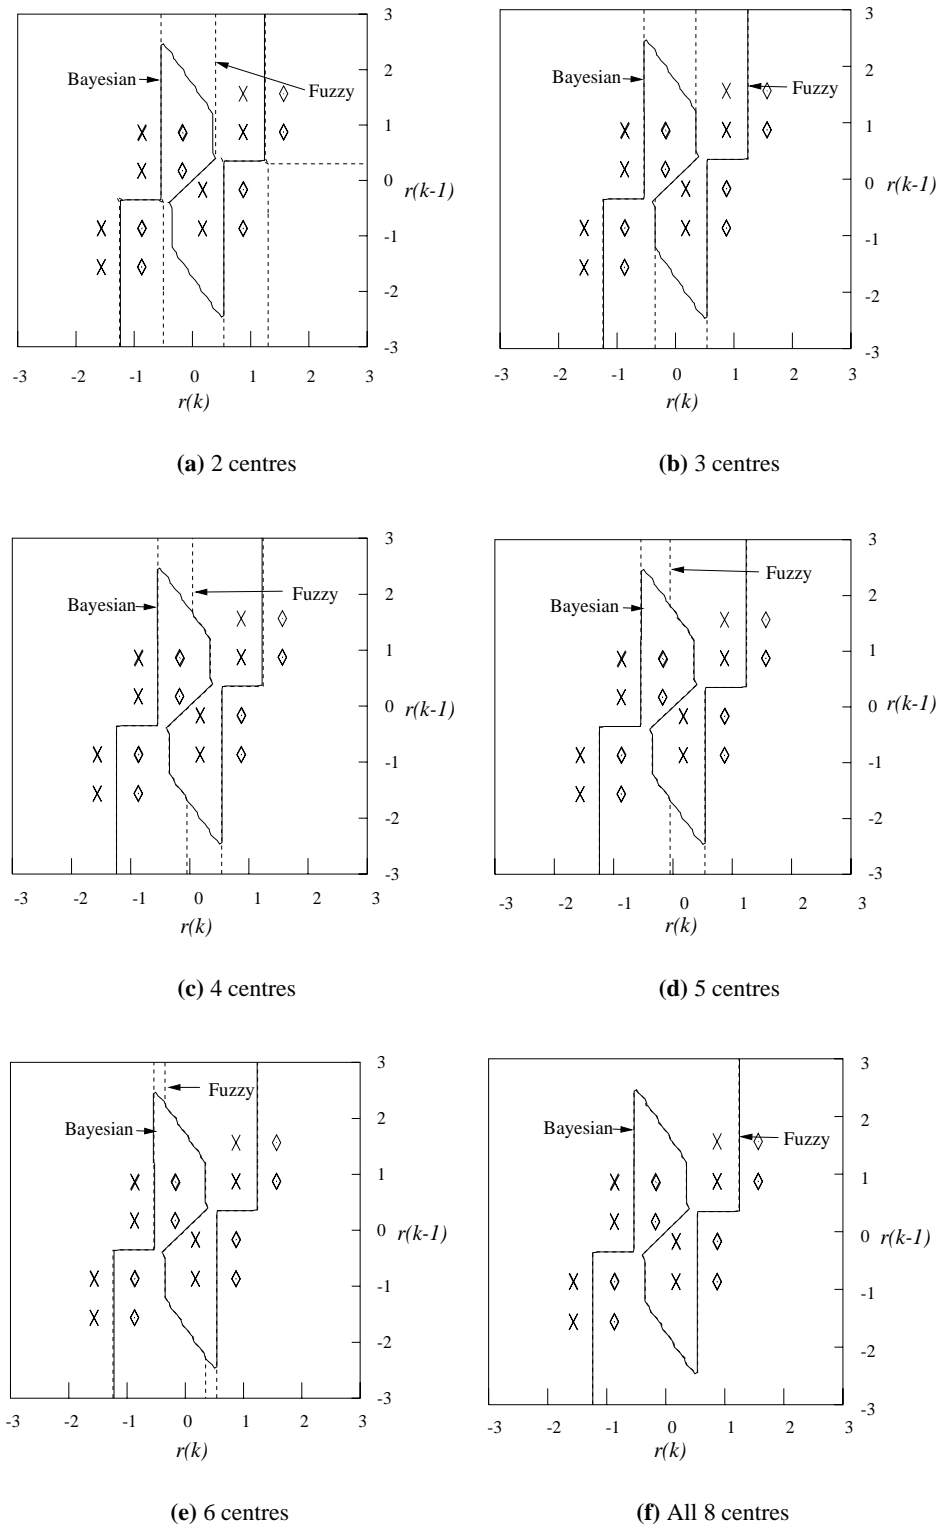 3
2
Bayesian
Fuzzy
1
0
r(k-1)
-1
-2
-3
-3 -2 -1 0 1 2 3
r(k)
(a) 2 centres
3
2
Bayesian
Fuzzy
1
0
r(k-1)
-1
-2
-3
-3 -2 -1 0 1 2 3
r(k)
(b) 3 centres
3
2
Fuzzy
Bayesian
1
0
r(k-1)
-1
-2
-3
-3 -2 -1 0 1 2 3
r(k)
(c) 4 centres
3
2
Fuzzy
Bayesian
1
0 r(k-1)
-1
-2
-3
-3 -2 -1 0 1 2 3
r(k)
(d) 5 centres
3
Fuzzy
2
Bayesian
1
0 r(k-1)
-1
-2
-3
-3 -2 -1 0 1 2 3
r(k)
(e) 6 centres
3
2
Bayesian
Fuzzy
1
0 r(k-1)
-1
-2
-3
-3 -2 -1 0 1 2 3
r(k)
(f) All 8 centres